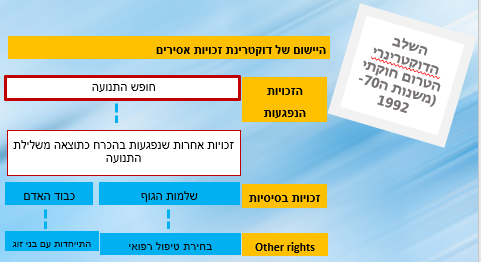 היישום של דוקטרינת זכויות אסירים
השלב
הדוקטרינרי
הטרום חוקתי
(משנות ה70-
1992
הזכויות
הנפגעות
חופש התנועה
זכויות אחרות שנפגעות בהכרח כתוצאה משלילת
התנועה
זכויות בסיסיות
שלמות הגוף
כבוד האדם
Other rights
בחירת טיפול רפואי
התייחדות עם בני זוג